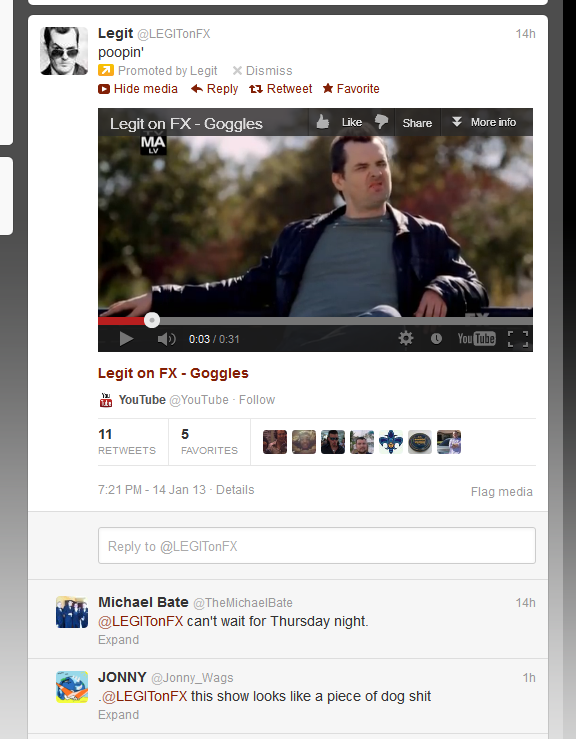 Legit @LEGITonFX 14h
poopin'
Promoted by Legit Dismiss
Hide media Reply Retweet Favorite
Legit on FX - Goggles Like Share More info
TV
MA
LV
FX
0:03 / 0:31 YouTube
Legit on FX - Goggles
YouTube @YouTube · Follow
11 5
RETWEETS FAVORITES
7:21 PM - 14 Jan 13 · Details Flag media
Reply to @LEGITonFX
Michael Bate @TheMichaelBate 14h
@LEGITonFX can't wait for Thursday night.
Expand
JONNY @Jonny_Wags 1h
.@LEGITonFX this show looks like a piece of dog shit
Expand